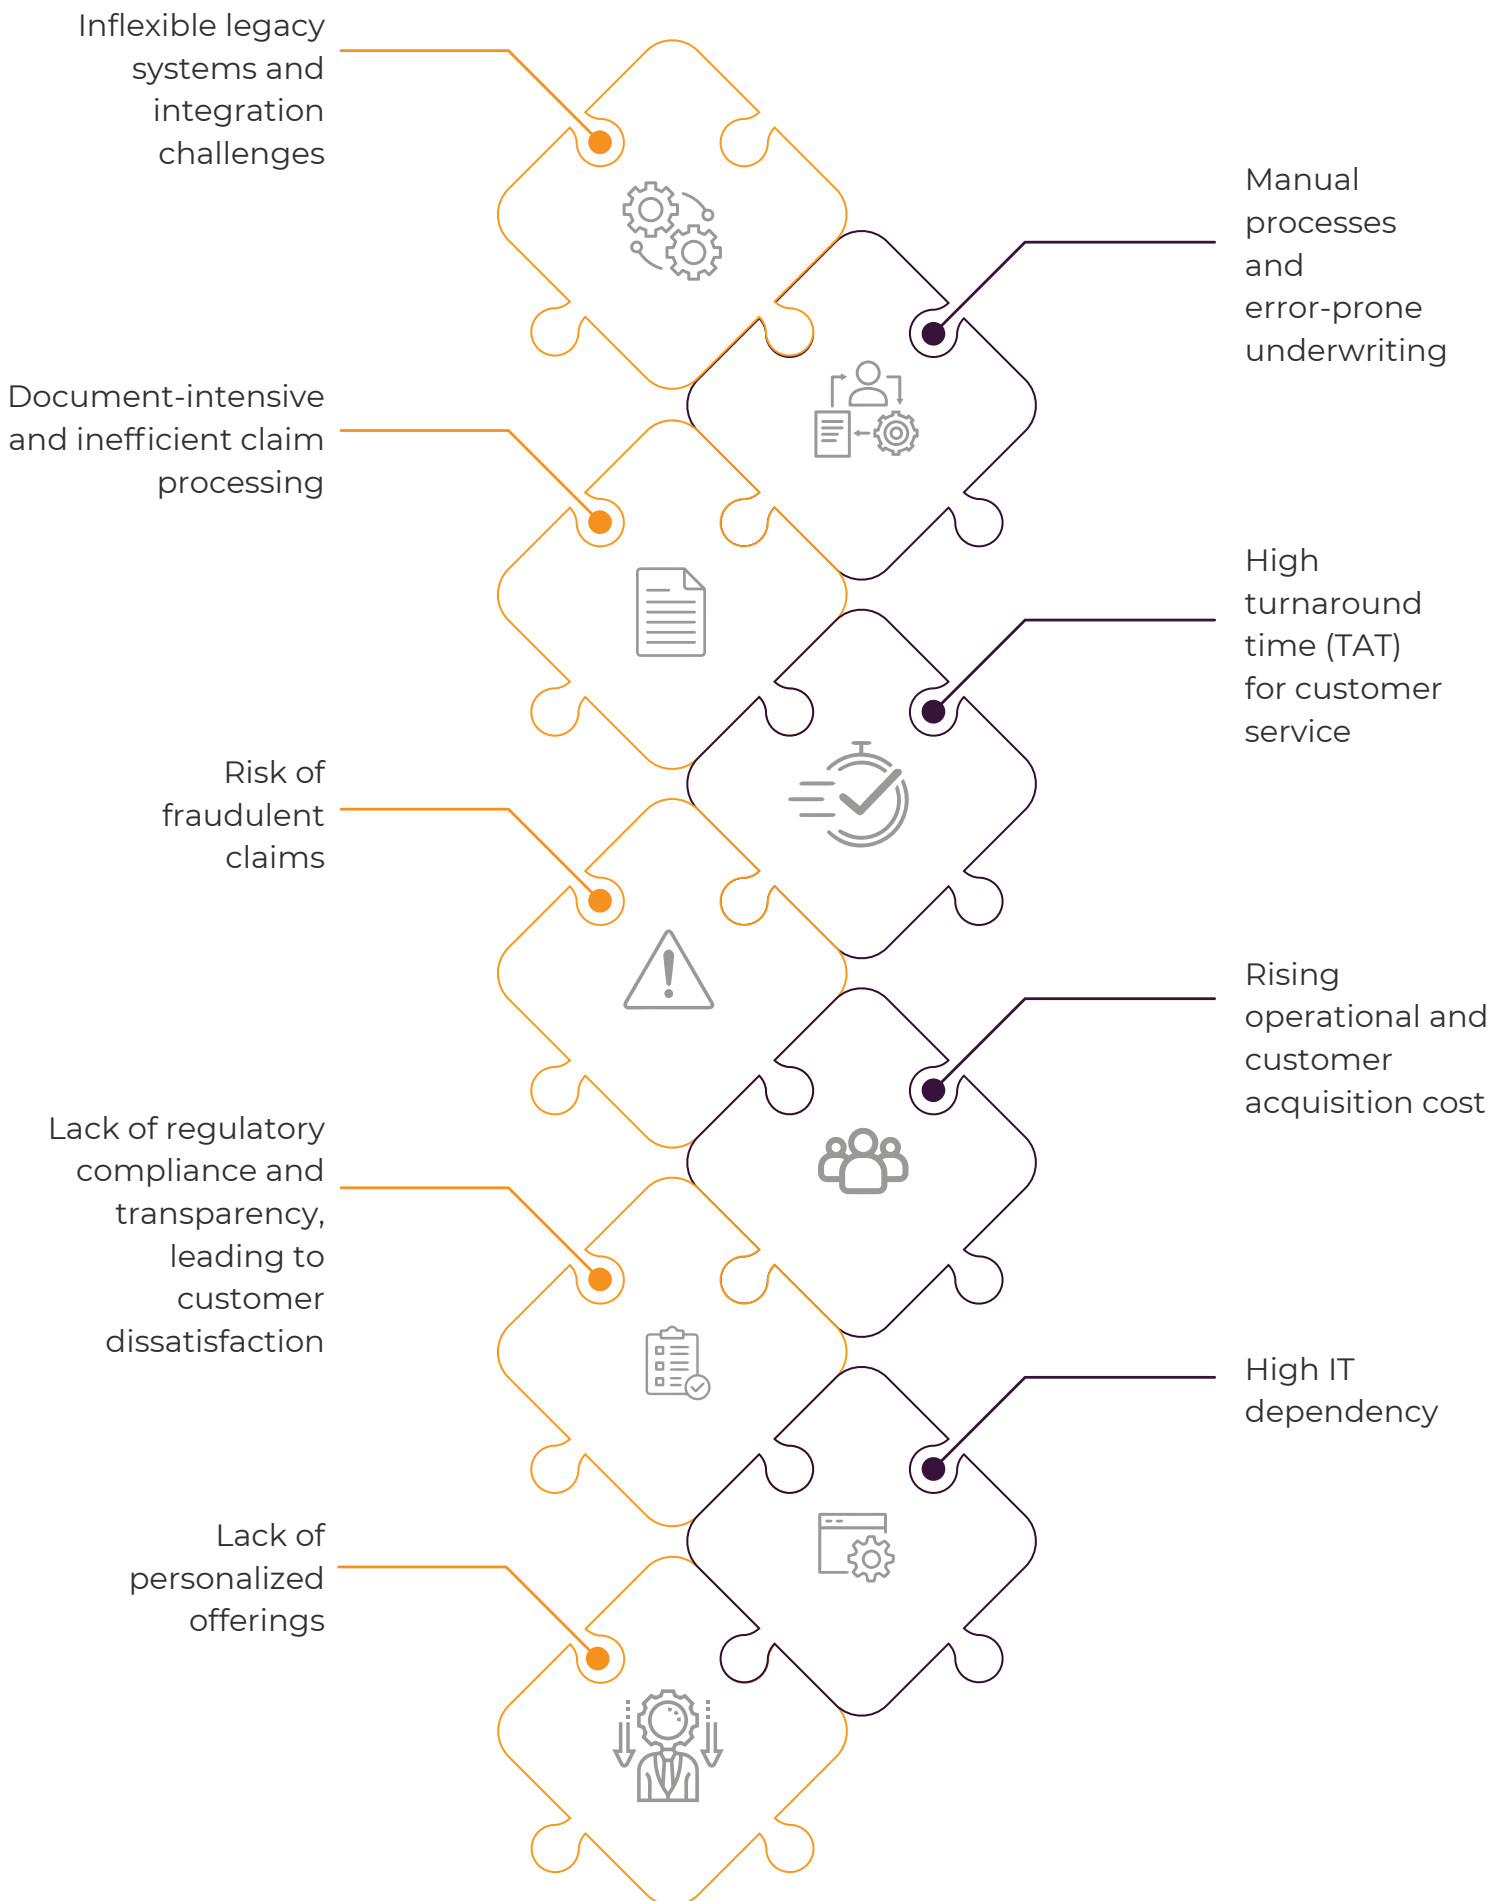 Inflexible legacy
systems and
integration
challenges
Manual
processes
and
error-prone
underwriting
Document-intensive
and inefficient claim
processing
High
turnaround
time (TAT)
for customer
service
Risk of
fraudulent
claims
Rising
operational and
customer
acquisition cost
Lack of regulatory
compliance and
transparency,
leading to
customer
dissatisfaction
High IT
dependency
Lack of
personalized
offerings